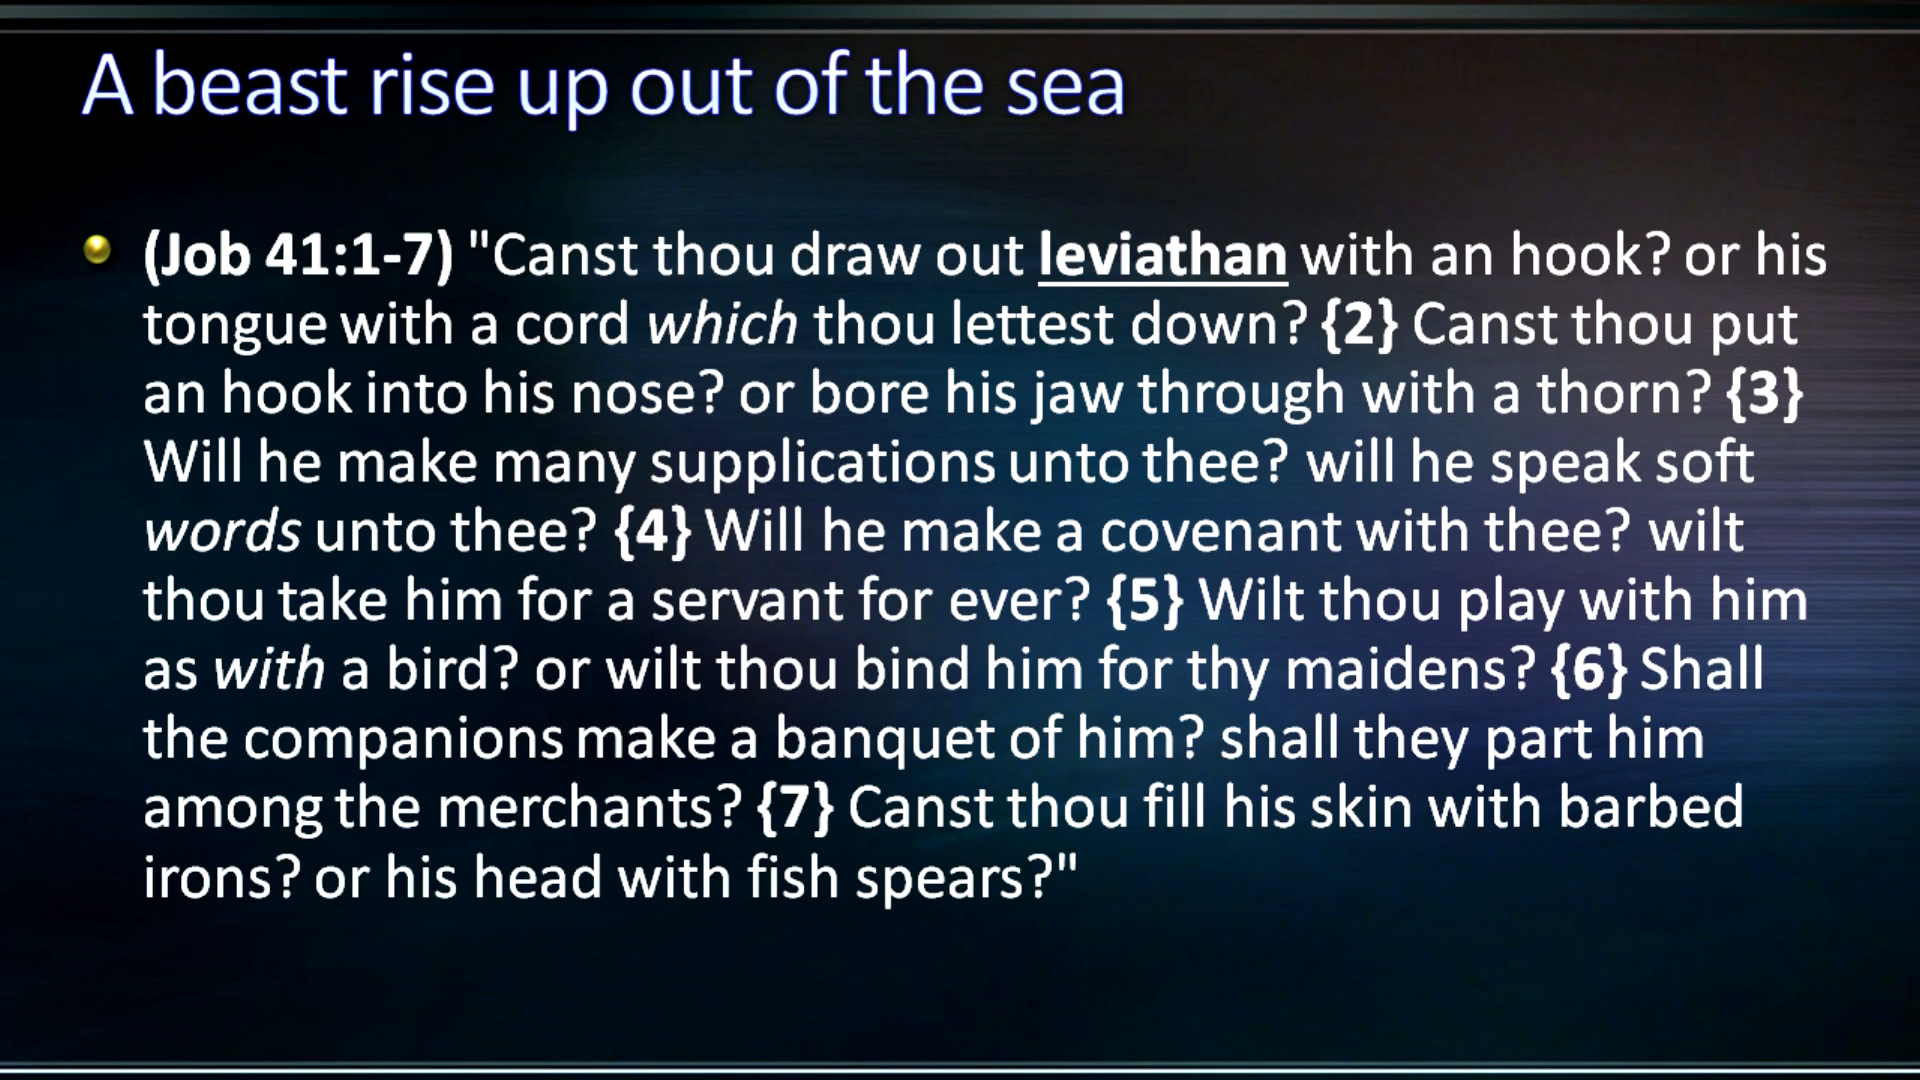 A beast rise up out of the sea
(Job 41:1-7) "Canst thou draw out leviathan with an hook? or his
tongue with a cord which thou lettest down? {2} Canst thou put
an hook into his nose? or bore his jaw through with a thorn? {3}
Will he make many supplications unto thee? will he speak soft
words unto thee? {4} Will he make a covenant with thee? wilt
thou take him for a servant for ever? {5} Wilt thou play with him
as with a bird? or wilt thou bind him for thy maidens? {6} Shall
the companions make a banquet of him? shall they part him
among the merchants? {7} Canst thou fill his skin with barbed
irons? or his head with fish spears?"